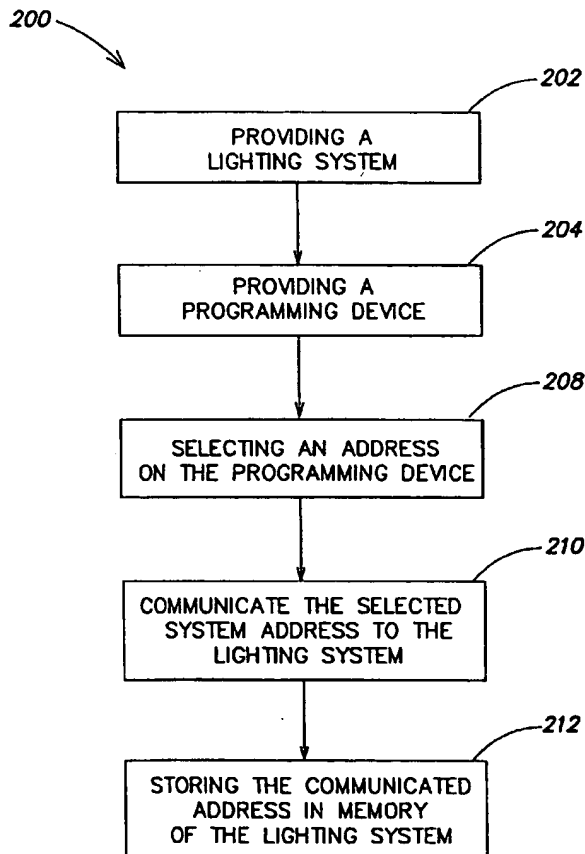 200
202
PROVIDING A
LIGHTING SYSTEM
204
PROVIDING A
PROGRAMMING DEVICE
208
SELECTING AN ADDRESS
ON THE PROGRAMMING DEVICE
210
COMMUNICATE THE SELECTED
SYSTEM ADDRESS TO THE
LIGHTING SYSTEM
212
STORING THE COMMUNICATED
ADDRESS IN MEMORY
OF THE LIGHTING SYSTEM